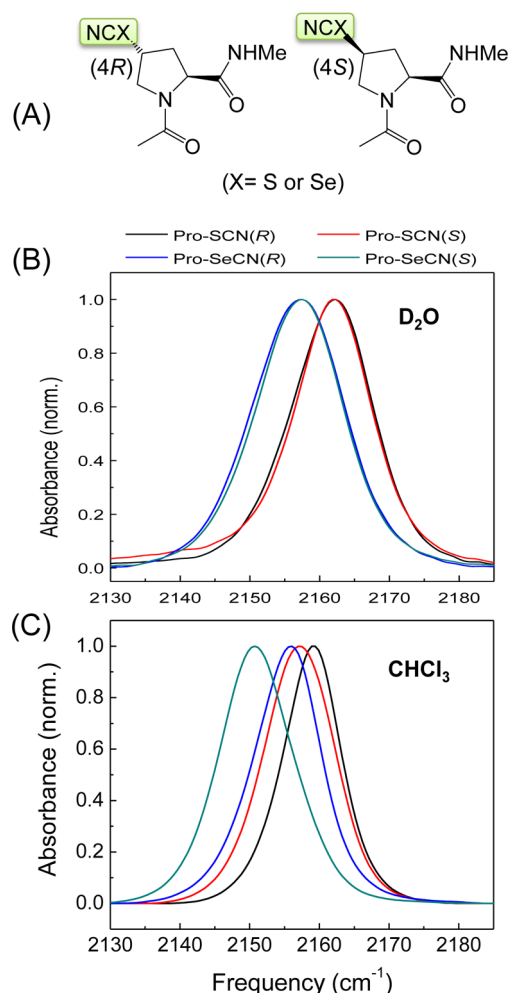 (A)
NCX
(4R)
NHMe
O
N
O
NCX
(4S)
NHMe
O
N
O
(X= S or Se)
Pro-SCN(R) Pro-SCN(S)
Pro-SeCN(R) Pro-SeCN(S)
(B)
D₂O
Absorbance (norm.)
1.0
0.8
0.6
0.4
0.2
0.0
2130 2140 2150 2160 2170 2180
(C)
CHCl₃
Absorbance (norm.)
1.0
0.8
0.6
0.4
0.2
0.0
2130 2140 2150 2160 2170 2180
Frequency (cm⁻¹)